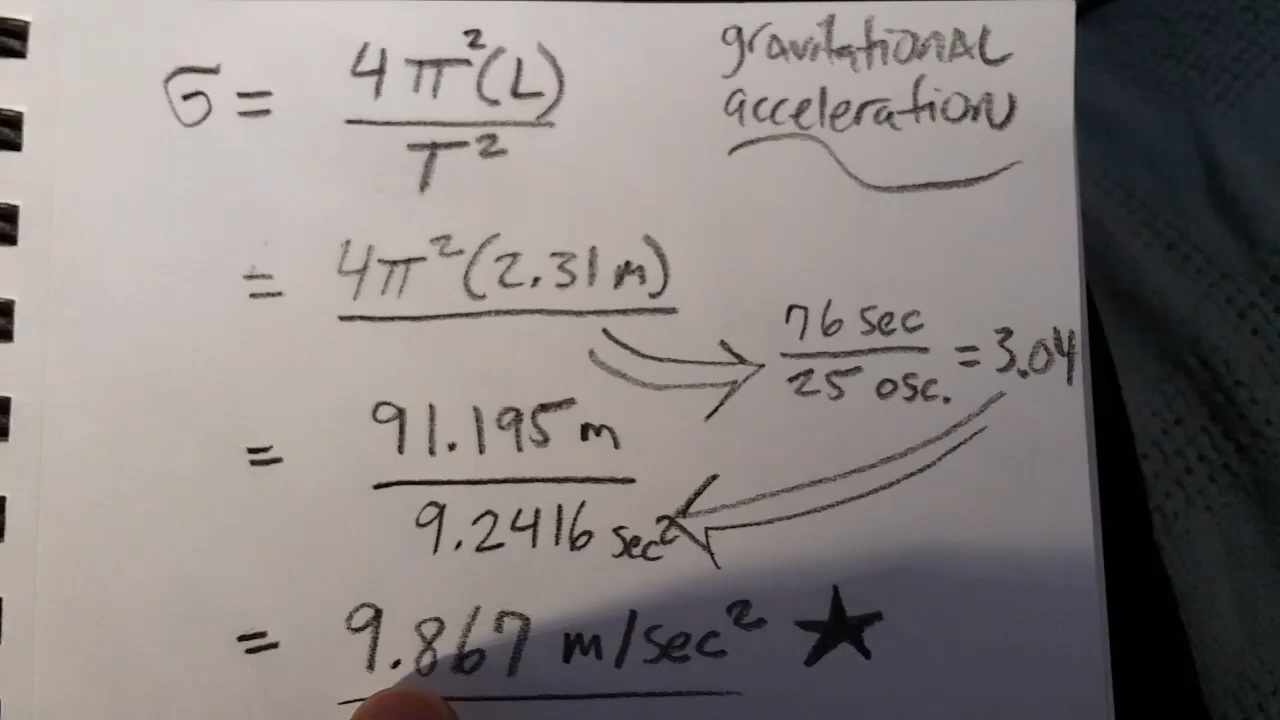 G = 4π²(L) / T²
gravitational
acceleration
= 4π²(2.31 m)
76 sec / 25 osc. = 3.04
= 91.195 m / 9.2416 sec²
= 9.867 m/sec² ★